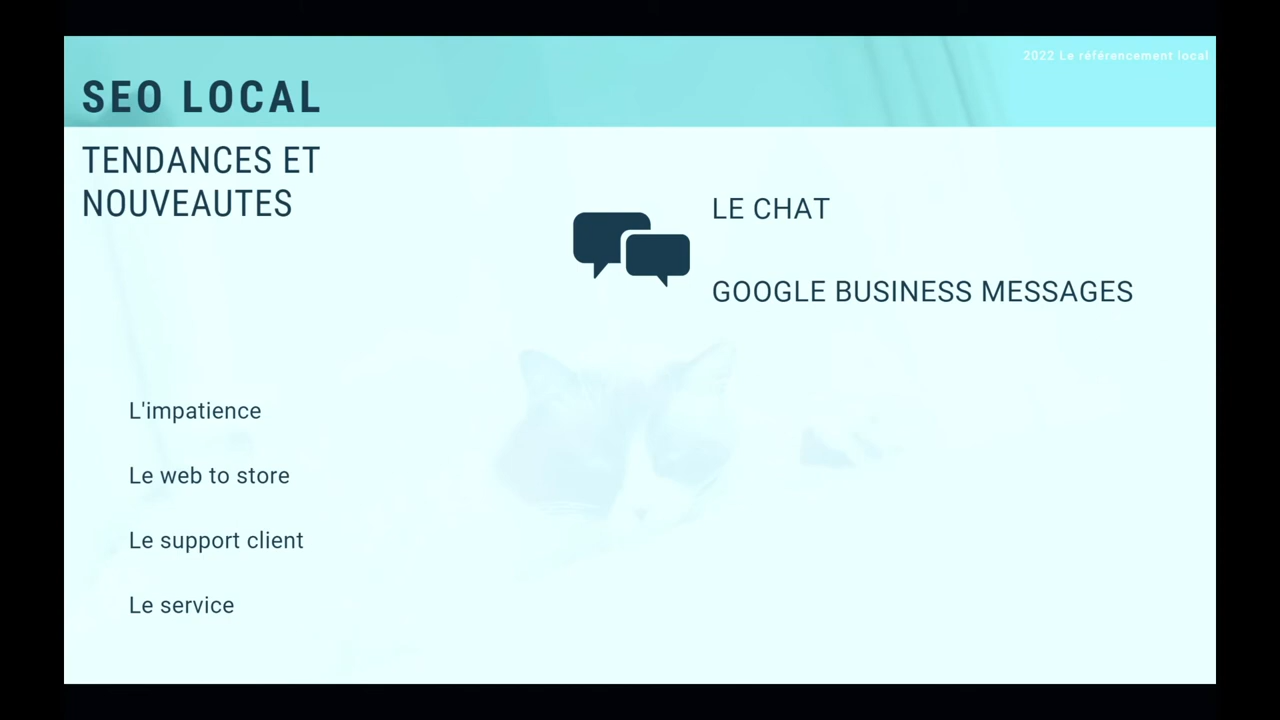 2022 Le référencement local
SEO LOCAL
TENDANCES ET
NOUVEAUTES
LE CHAT
GOOGLE BUSINESS MESSAGES
L'impatience
Le web to store
Le support client
Le service